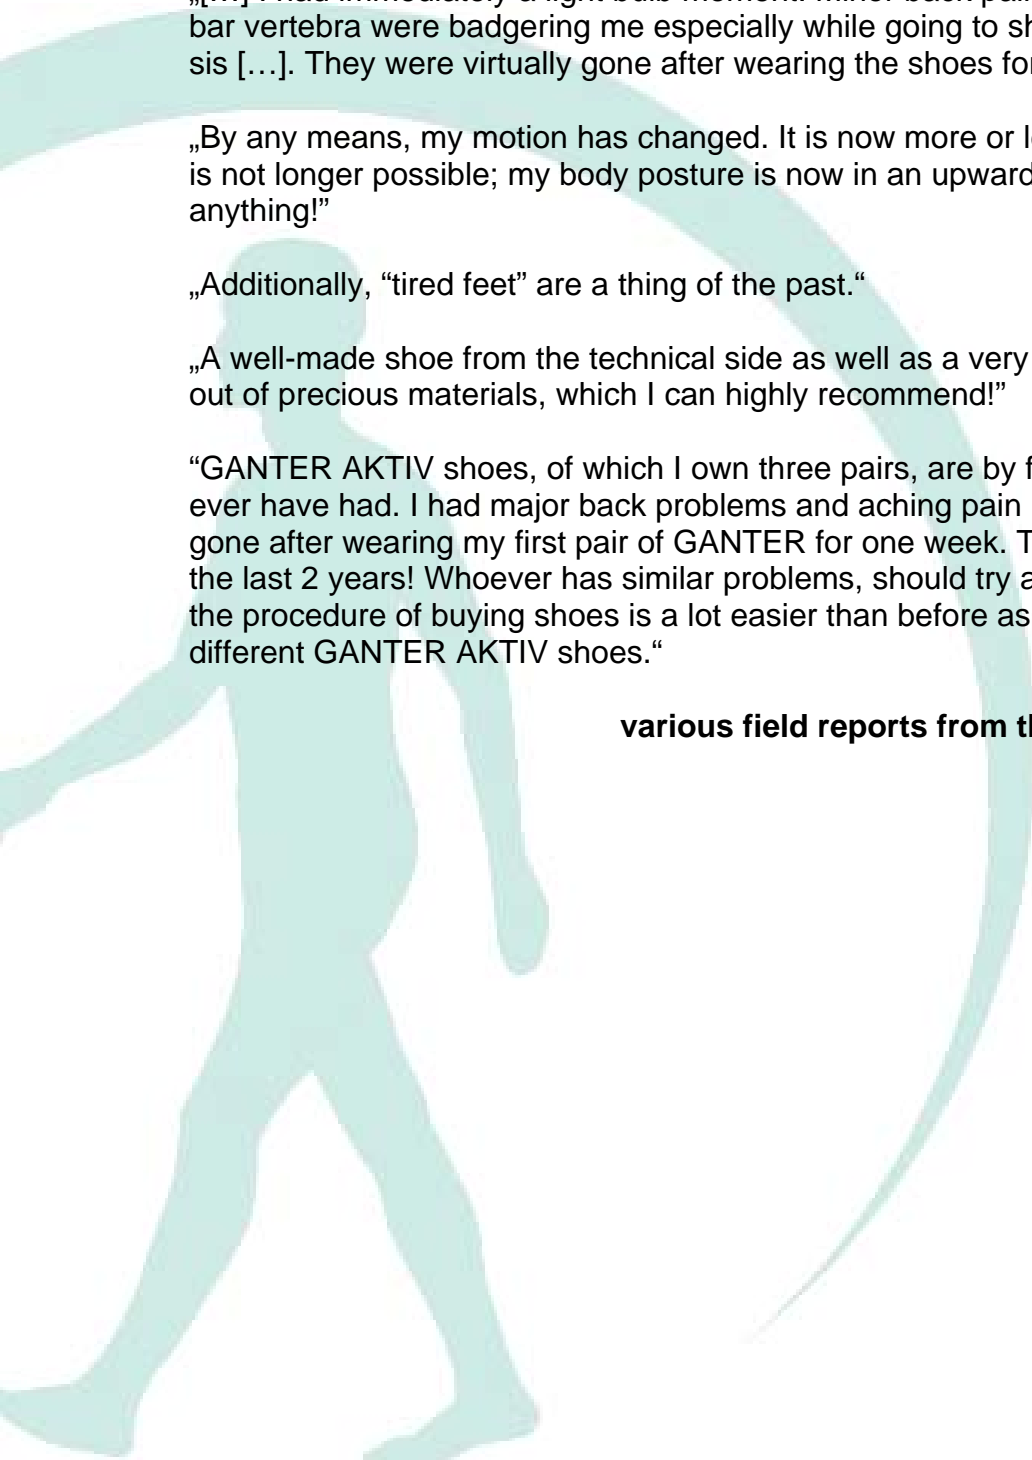 „[…] I had immediately a light bulb moment. Minor back pain
bar vertebra were badgering me especially while going to sh
sis […]. They were virtually gone after wearing the shoes for
„By any means, my motion has changed. It is now more or l
is not longer possible; my body posture is now in an upward
anything!”
„Additionally, “tired feet” are a thing of the past.“
„A well-made shoe from the technical side as well as a very
out of precious materials, which I can highly recommend!”
“GANTER AKTIV shoes, of which I own three pairs, are by f
ever have had. I had major back problems and aching pain
gone after wearing my first pair of GANTER for one week. T
the last 2 years! Whoever has similar problems, should try a
the procedure of buying shoes is a lot easier than before as
different GANTER AKTIV shoes.“
various field reports from th